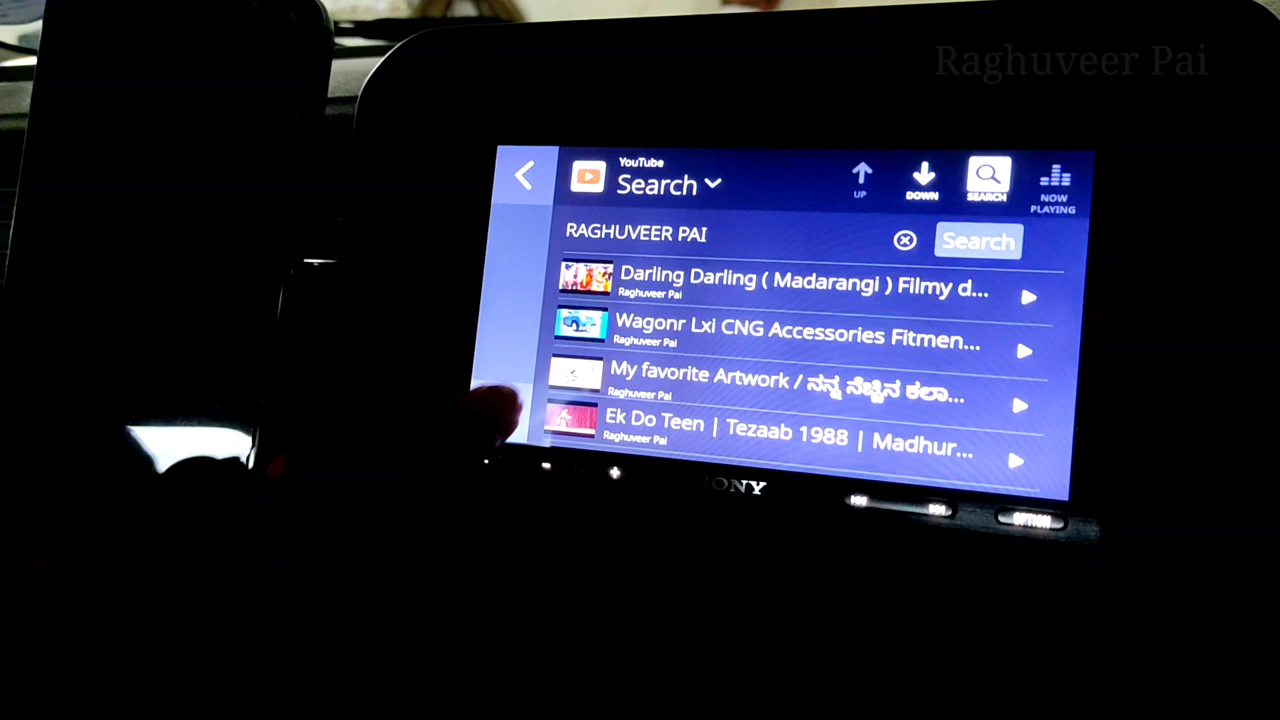 Raghuveer Pai
YouTube
Search
UP
DOWN
SEARCH
NOW
PLAYING
RAGHUVEER PAI
Search
Darling Darling ( Madarangi ) Filmy d...
Raghuveer Pai
Wagonr Lxi CNG Accessories Fitmen...
Raghuveer Pai
My favorite Artwork / ನನ್ನ ನೆಚ್ಚಿನ ಕಲಾ...
Raghuveer Pai
Ek Do Teen | Tezaab 1988 | Madhur...
Raghuveer Pai
SONY
OPTION